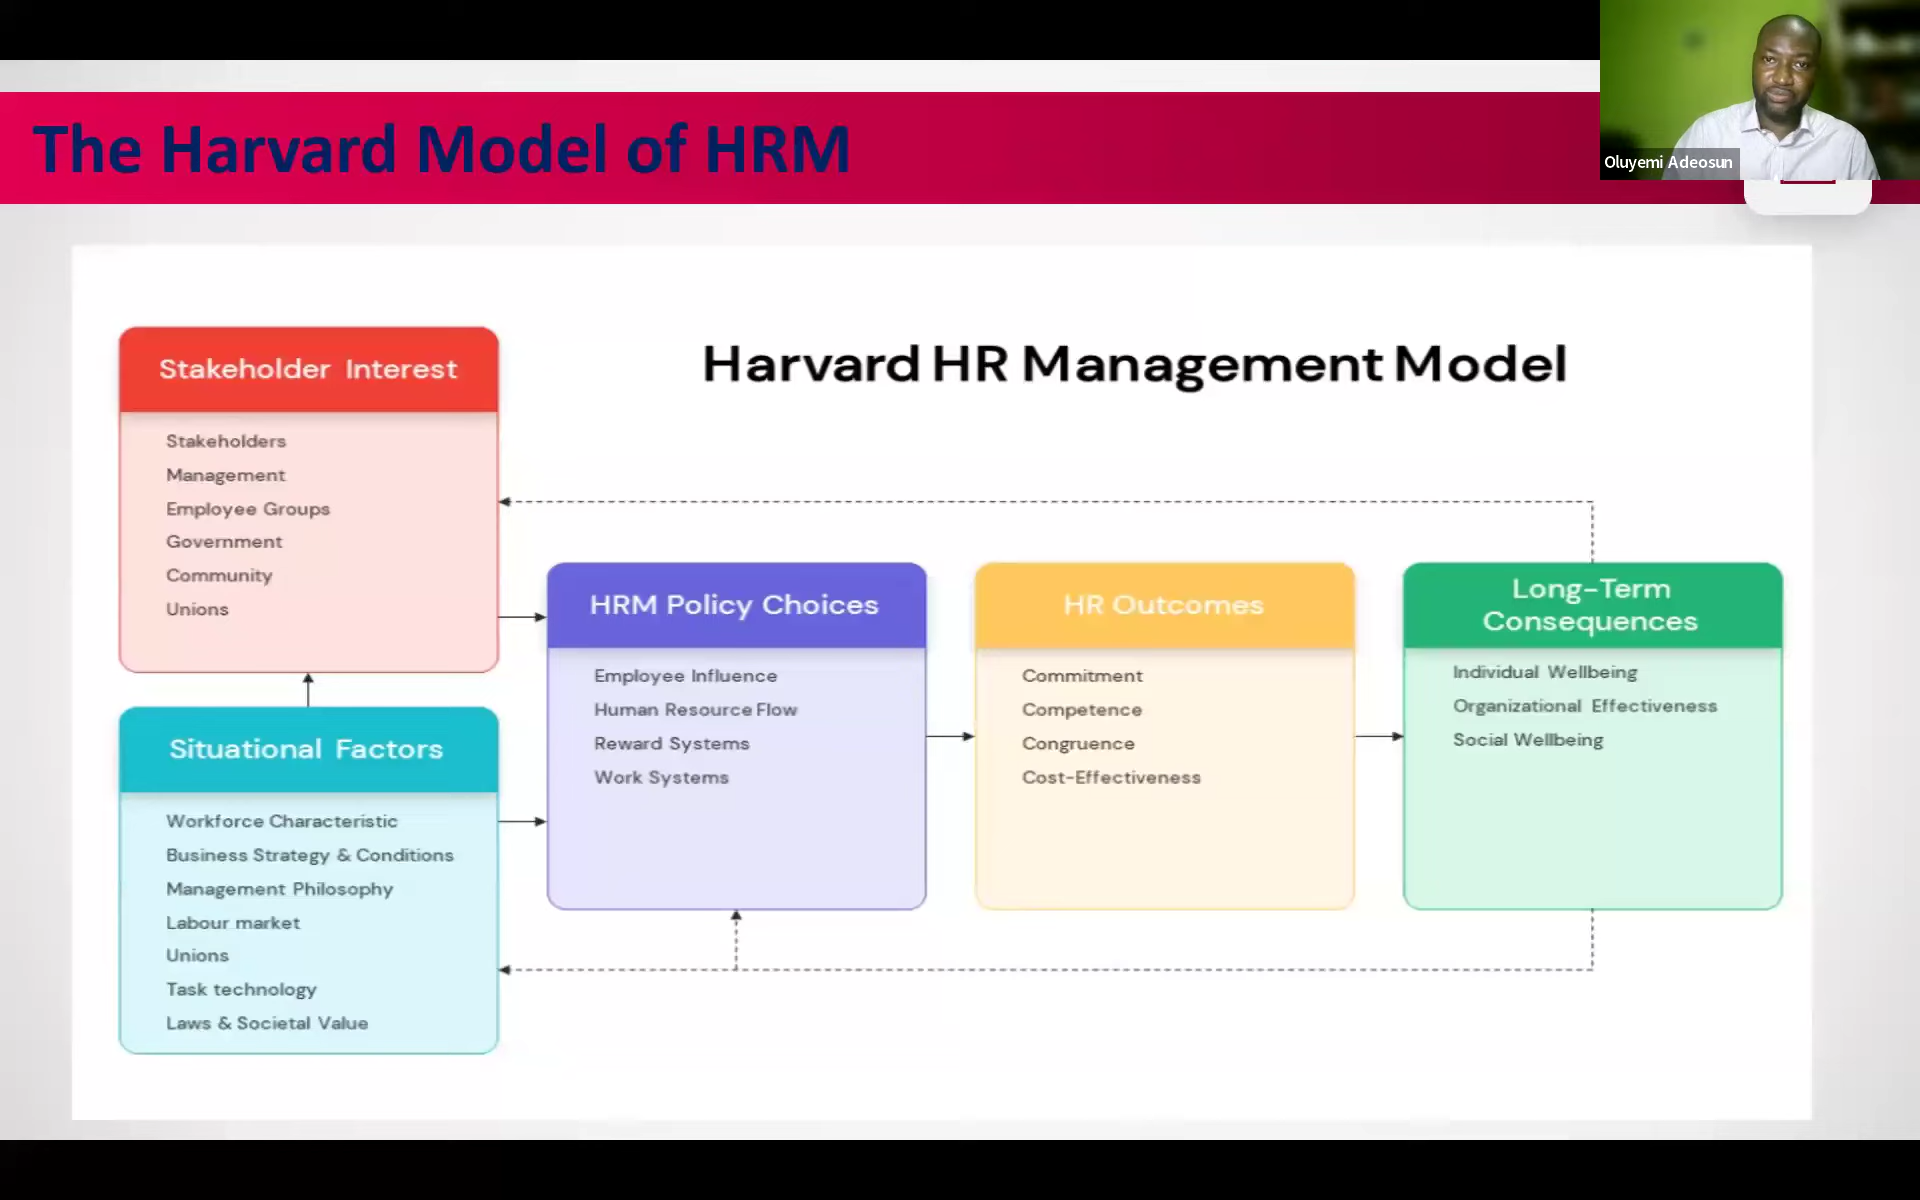 The Harvard Model of HRM
Oluyemi Adeosun
Harvard HR Management Model
Stakeholder Interest
Stakeholders
Management
Employee Groups
Government
Community
Unions
Situational Factors
Workforce Characteristic
Business Strategy & Conditions
Management Philosophy
Labour market
Unions
Task technology
Laws & Societal Value
HRM Policy Choices
Employee Influence
Human Resource Flow
Reward Systems
Work Systems
HR Outcomes
Commitment
Competence
Congruence
Cost-Effectiveness
Long-Term
Consequences
Individual Wellbeing
Organizational Effectiveness
Social Wellbeing